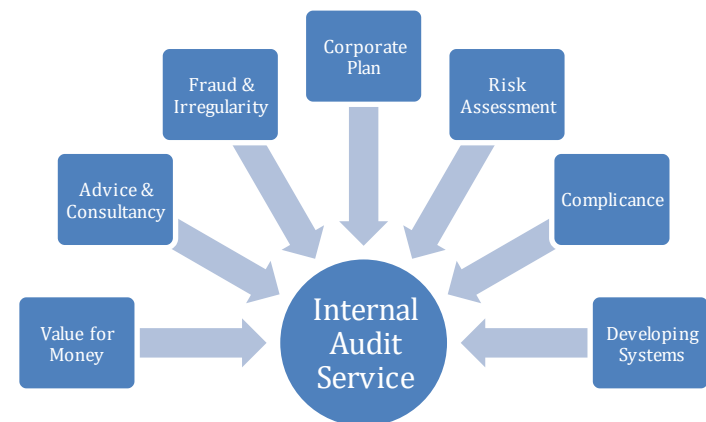 Corporate
Plan
Fraud &
Irregularity
Risk
Assessment
Advice &
Consultancy
Complicance
Value for
Money
Internal
Audit
Service
Developing
Systems